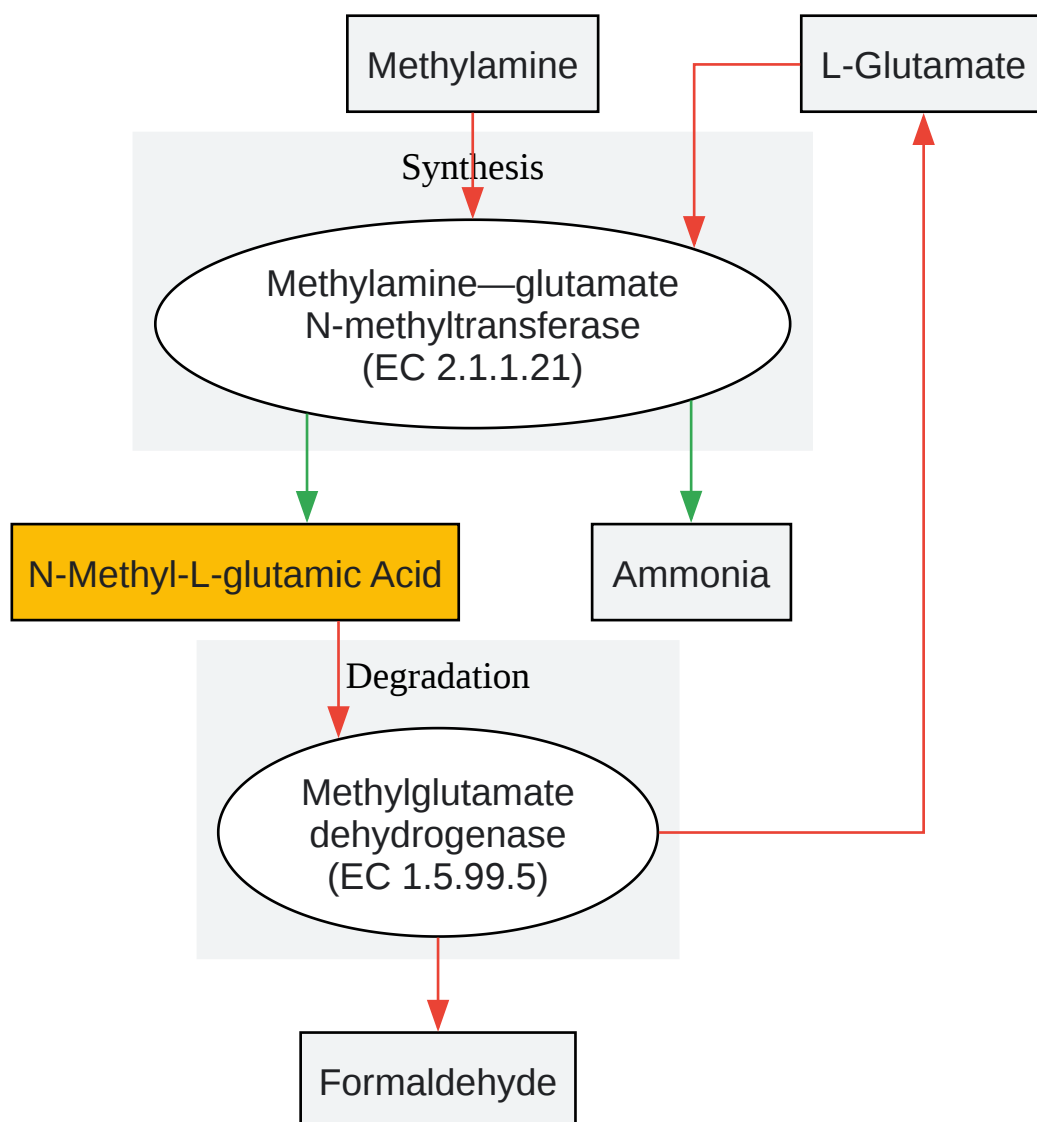 Methylamine
L-Glutamate
Synthesis
Methylamine—glutamate
N-methyltransferase
(EC 2.1.1.21)
N-Methyl-L-glutamic Acid
Ammonia
Degradation
Methylglutamate
dehydrogenase
(EC 1.5.99.5)
Formaldehyde